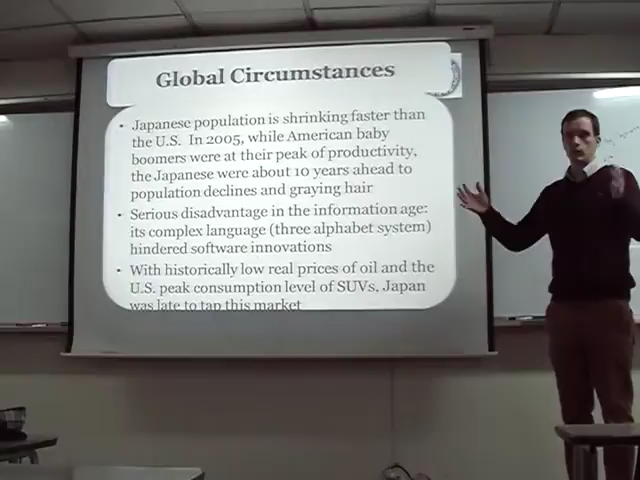 Global Circumstances
• Japanese population is shrinking faster than
the U.S. In 2005, while American baby
boomers were at their peak of productivity,
the Japanese were about 10 years ahead to
population declines and graying hair
• Serious disadvantage in the information age:
its complex language (three alphabet system)
hindered software innovations
• With historically low real prices of oil and the
U.S. peak consumption level of SUVs, Japan
was late to tap this market